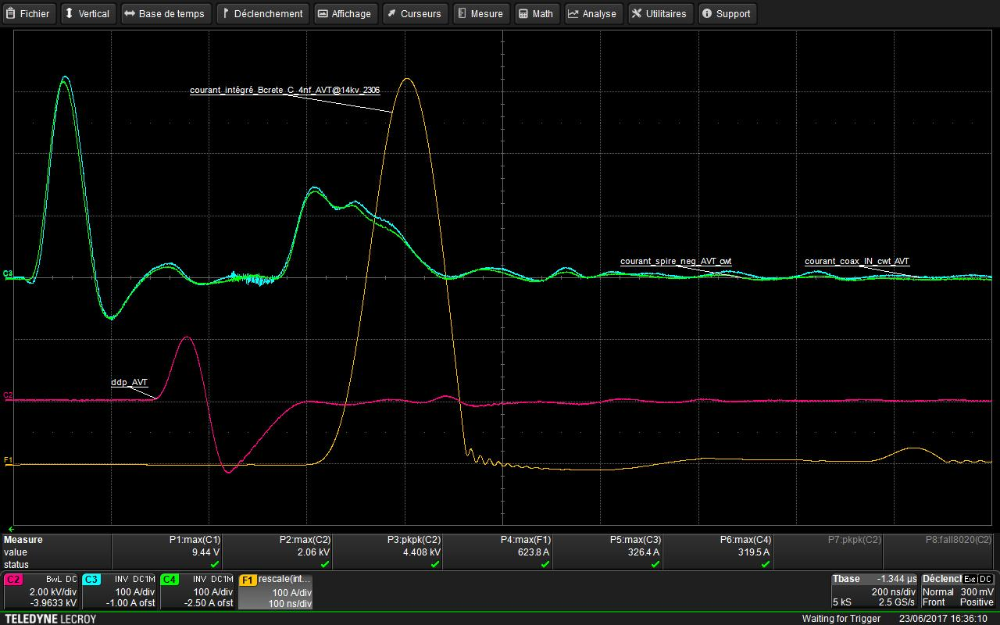 Fichier Vertical Base de temps Déclenchement Affichage Curseurs Mesure Math Analyse Utilitaires Support
courant_intégré_Bcrete_C_4nf_AVT@14kv_2306
courant_spire_neg_AVT_cwt courant_coax_IN_cwt_AVT
C3
ddp_AVT
C2
F1
Measure P1:max(C1) P2:max(C2) P3:pkpk(C2) P4:max(F1) P5:max(C3) P6:max(C4) P7:pkpk(C2) P8:fall8020(C2)
value 9.44 V 2.06 kV 4.408 kV 623.8 A 326.4 A 319.5 A
status
C2 BwL DC C3 INV DC1M C4 INV DC1M F1 rescale(int... Tbase -1.344 µs Déclench Ext DC
2.00 kV/div 100 A/div 100 A/div 100 A/div 200 ns/div Normal 300 mV
-3.9633 kV -1.00 A ofst -2.50 A ofst 100 ns/div 5 kS 2.5 GS/s Front Positive
TELEDYNE LECROY Waiting for Trigger 23/06/2017 16:36:10